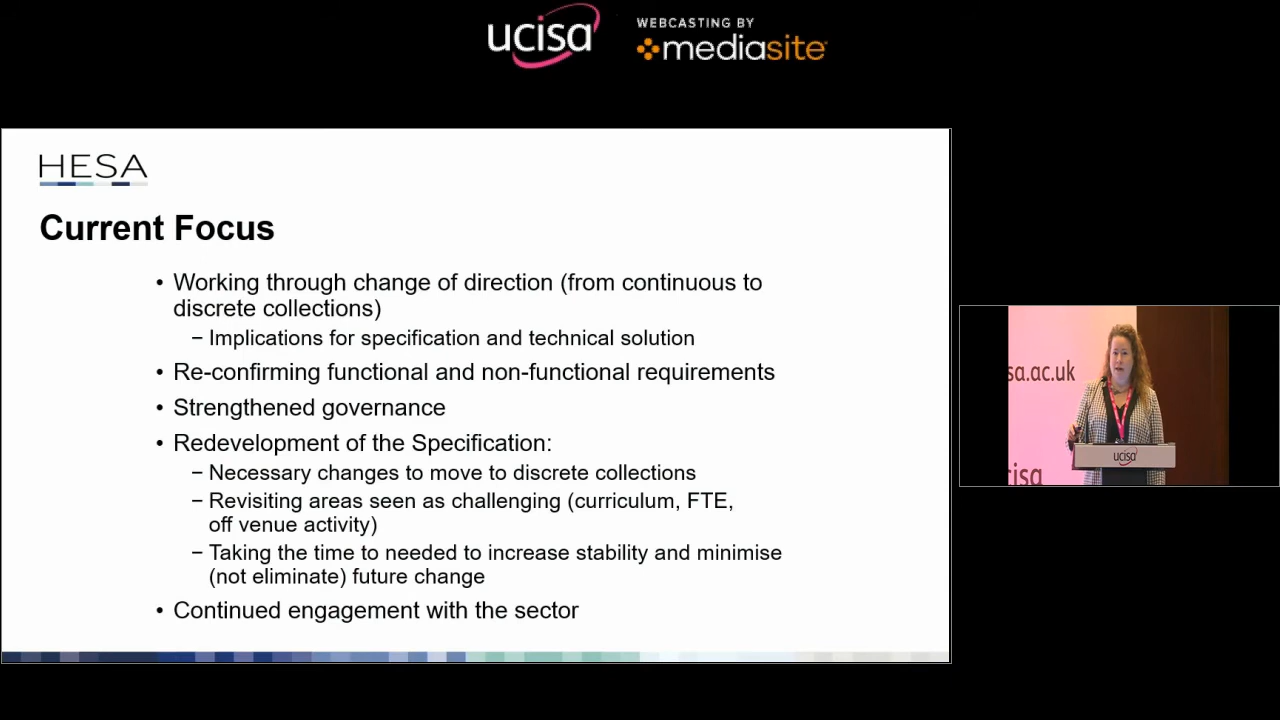 ucisa
WEBCASTING BY
mediasite
HESA
Current Focus
• Working through change of direction (from continuous to
discrete collections)
− Implications for specification and technical solution
• Re-confirming functional and non-functional requirements
• Strengthened governance
• Redevelopment of the Specification:
− Necessary changes to move to discrete collections
− Revisiting areas seen as challenging (curriculum, FTE,
off venue activity)
− Taking the time to needed to increase stability and minimise
(not eliminate) future change
• Continued engagement with the sector
sa.ac.uk
ucisa
cisa